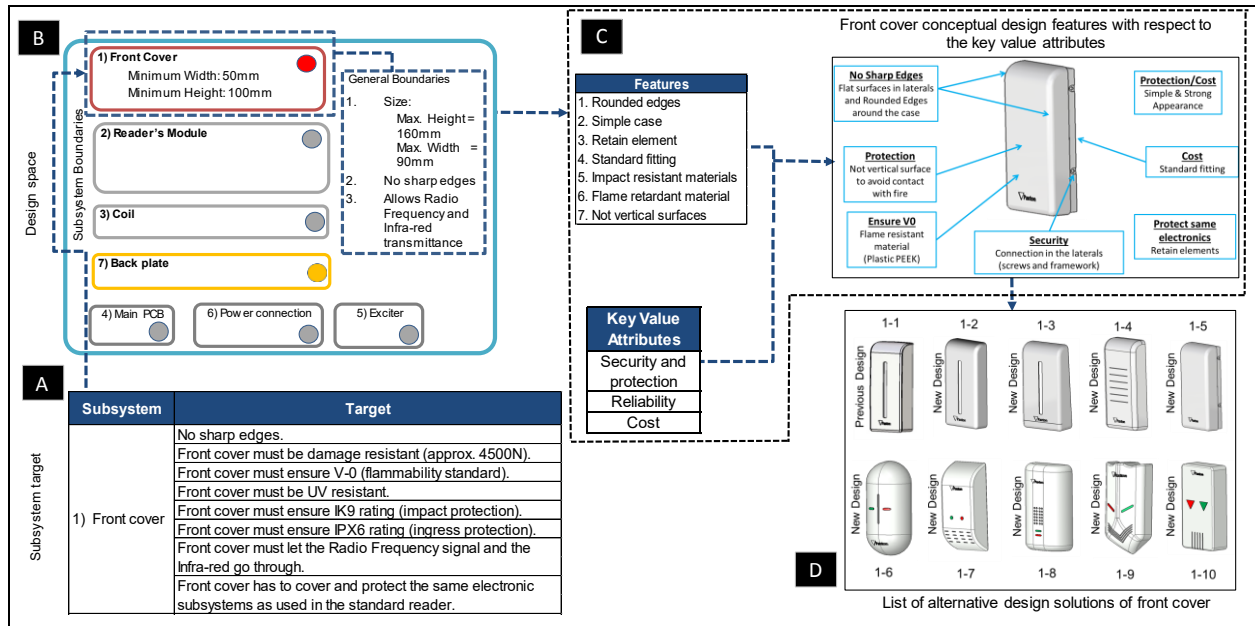 B
Design space
Subsystem Boundaries
1) Front Cover
Minimum Width: 50mm
Minimum Height: 100mm
2) Reader's Module
3) Coil
7) Back plate
4) Main PCB
6) Power connection
5) Exciter
General Boundaries
1. Size:
Max. Height=
160mm
Max. Width =
90mm
2. No sharp edges
3. Allows Radio
Frequency and
Infra-red
transmittance
A
Subsystem target
Subsystem
Target
1) Front cover
No sharp edges.
Front cover must be damage resistant (approx. 4500N).
Front cover must ensure V-0 (flammability standard).
Front cover must be UV resistant.
Front cover must ensure IK9 rating (impact protection).
Front cover must ensure IPX6 rating (ingress protection).
Front cover must let the Radio Frequency signal and the
Infra-red go through.
Front cover has to cover and protect the same electronic
subsystems as used in the standard reader.
C
Features
1. Rounded edges
2. Simple case
3. Retain element
4. Standard fitting
5. Impact resistant materials
6. Flame retardant material
7. Not vertical surfaces
Key Value
Attributes
Security and
protection
Reliability
Cost
Front cover conceptual design features with respect to
the key value attributes
No Sharp Edges
Flat surfaces in laterals
and Rounded Edges
around the case
Protection/Cost
Simple & Strong
Appearance
Protection
Not vertical surface
to avoid contact
with fire
Cost
Standard fitting
Ensure V0
Flame resistant
material
(Plastic PEEK)
Security
Connection in the laterals
(screws and framework)
Protect same
electronics
Retain elements
D
1-1
1-2
1-3
1-4
1-5
Previous Design
New Design
New Design
New Design
New Design
New Design
New Design
New Design
New Design
New Design
1-6
1-7
1-8
1-9
1-10
List of alternative design solutions of front cover